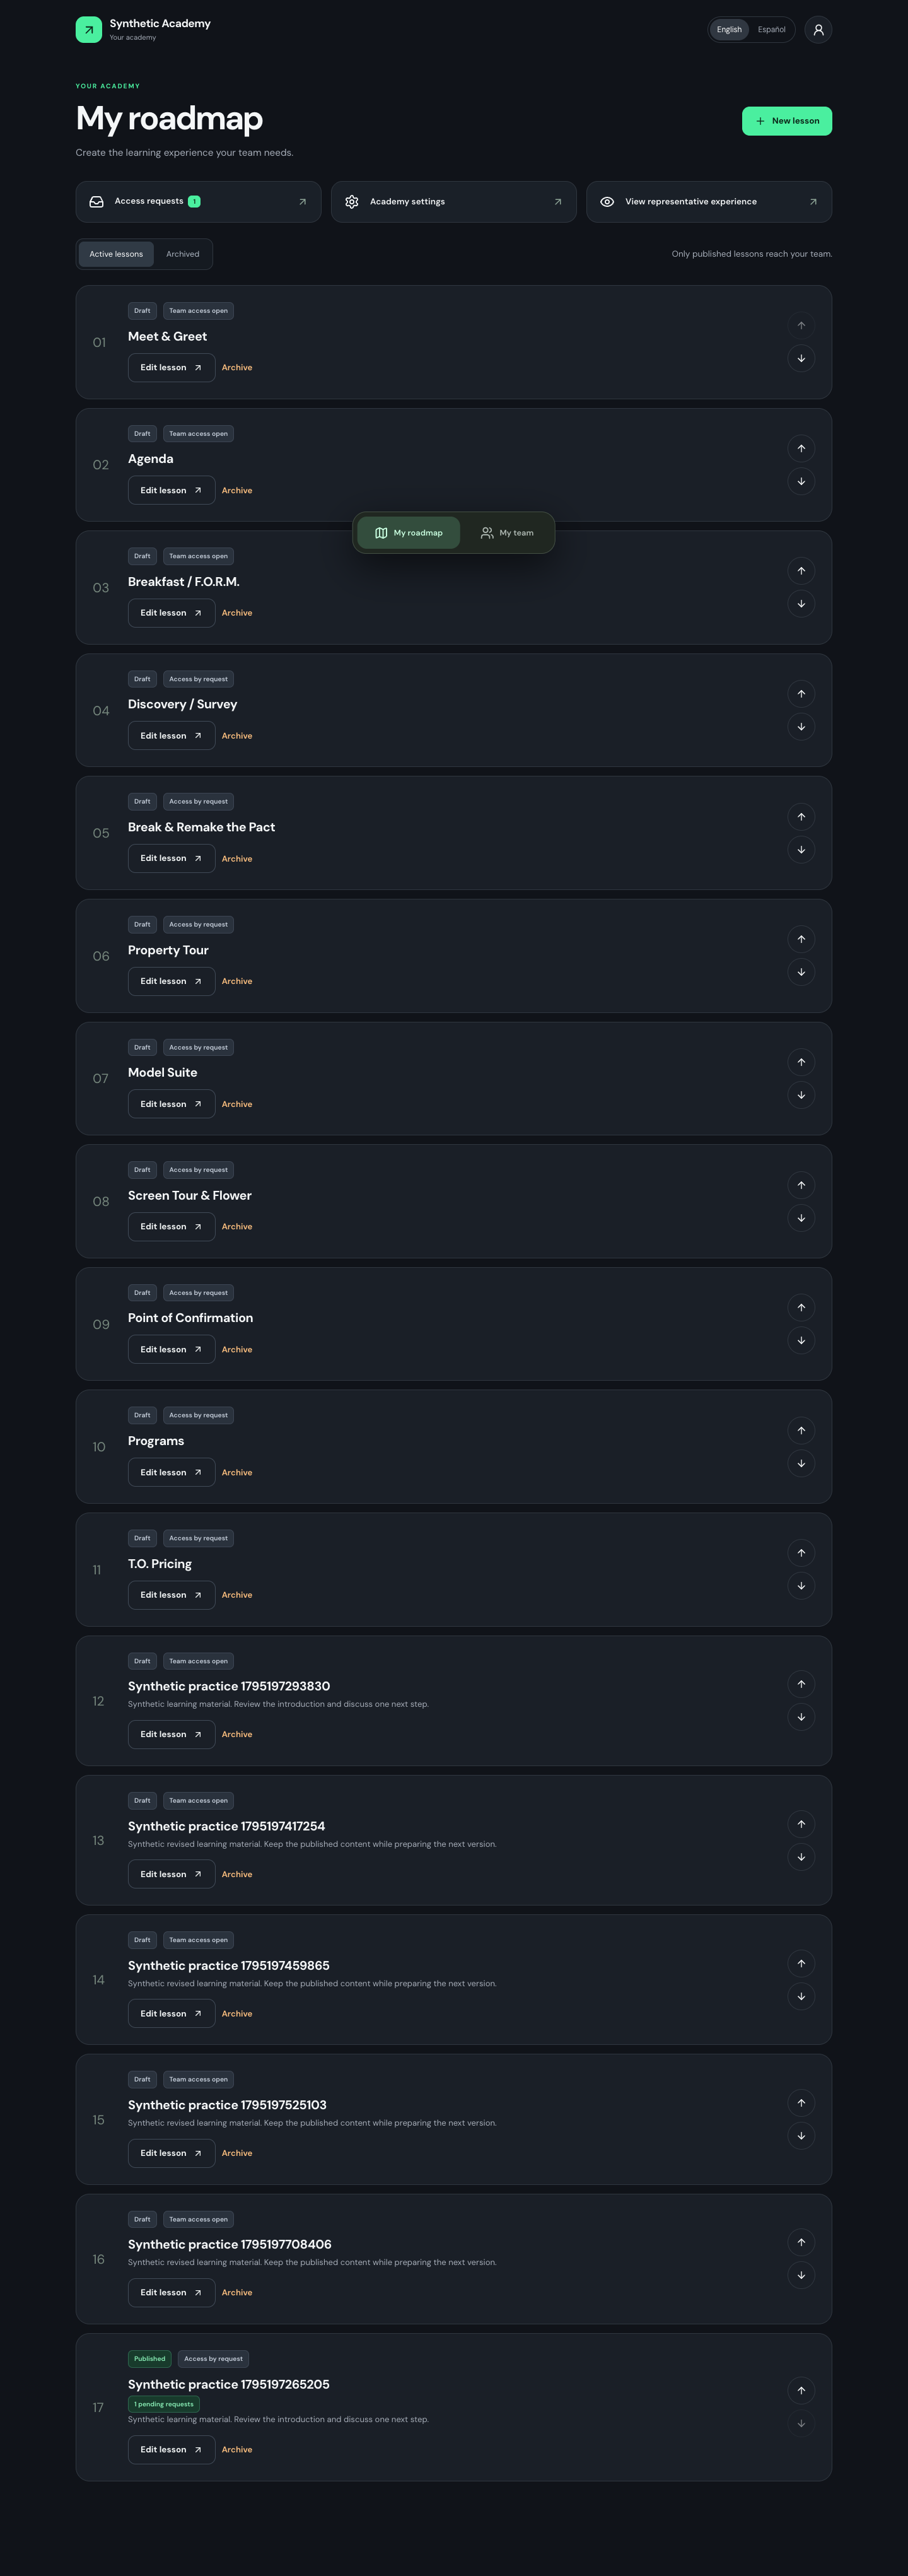 Synthetic Academy
Your academy
English Español
YOUR ACADEMY
My roadmap
New lesson
Create the learning experience your team needs.
Access requests 1
Academy settings
View representative experience
Active lessons Archived
Only published lessons reach your team.
Draft Team access open
01
Meet & Greet
Edit lesson Archive
Draft Team access open
02
Agenda
Edit lesson Archive
My roadmap My team
Draft Team access open
03
Breakfast / F.O.R.M.
Edit lesson Archive
Draft Access by request
04
Discovery / Survey
Edit lesson Archive
Draft Access by request
05
Break & Remake the Pact
Edit lesson Archive
Draft Access by request
06
Property Tour
Edit lesson Archive
Draft Access by request
07
Model Suite
Edit lesson Archive
Draft Access by request
08
Screen Tour & Flower
Edit lesson Archive
Draft Access by request
09
Point of Confirmation
Edit lesson Archive
Draft Access by request
10
Programs
Edit lesson Archive
Draft Access by request
11
T.O. Pricing
Edit lesson Archive
Draft Team access open
12
Synthetic practice 1795197293830
Synthetic learning material. Review the introduction and discuss one next step.
Edit lesson Archive
Draft Team access open
13
Synthetic practice 1795197417254
Synthetic revised learning material. Keep the published content while preparing the next version.
Edit lesson Archive
Draft Team access open
14
Synthetic practice 1795197459865
Synthetic revised learning material. Keep the published content while preparing the next version.
Edit lesson Archive
Draft Team access open
15
Synthetic practice 1795197525103
Synthetic revised learning material. Keep the published content while preparing the next version.
Edit lesson Archive
Draft Team access open
16
Synthetic practice 1795197708406
Synthetic revised learning material. Keep the published content while preparing the next version.
Edit lesson Archive
Published Access by request
17
Synthetic practice 1795197265205
1 pending requests
Synthetic learning material. Review the introduction and discuss one next step.
Edit lesson Archive